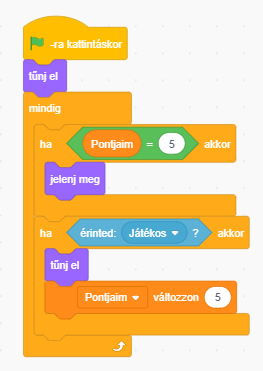 -ra kattintáskor
tűnj el
mindig
ha Pontjaim = 5 akkor
jelenj meg
ha érinted: Játékos ? akkor
tűnj el
Pontjaim változzon 5